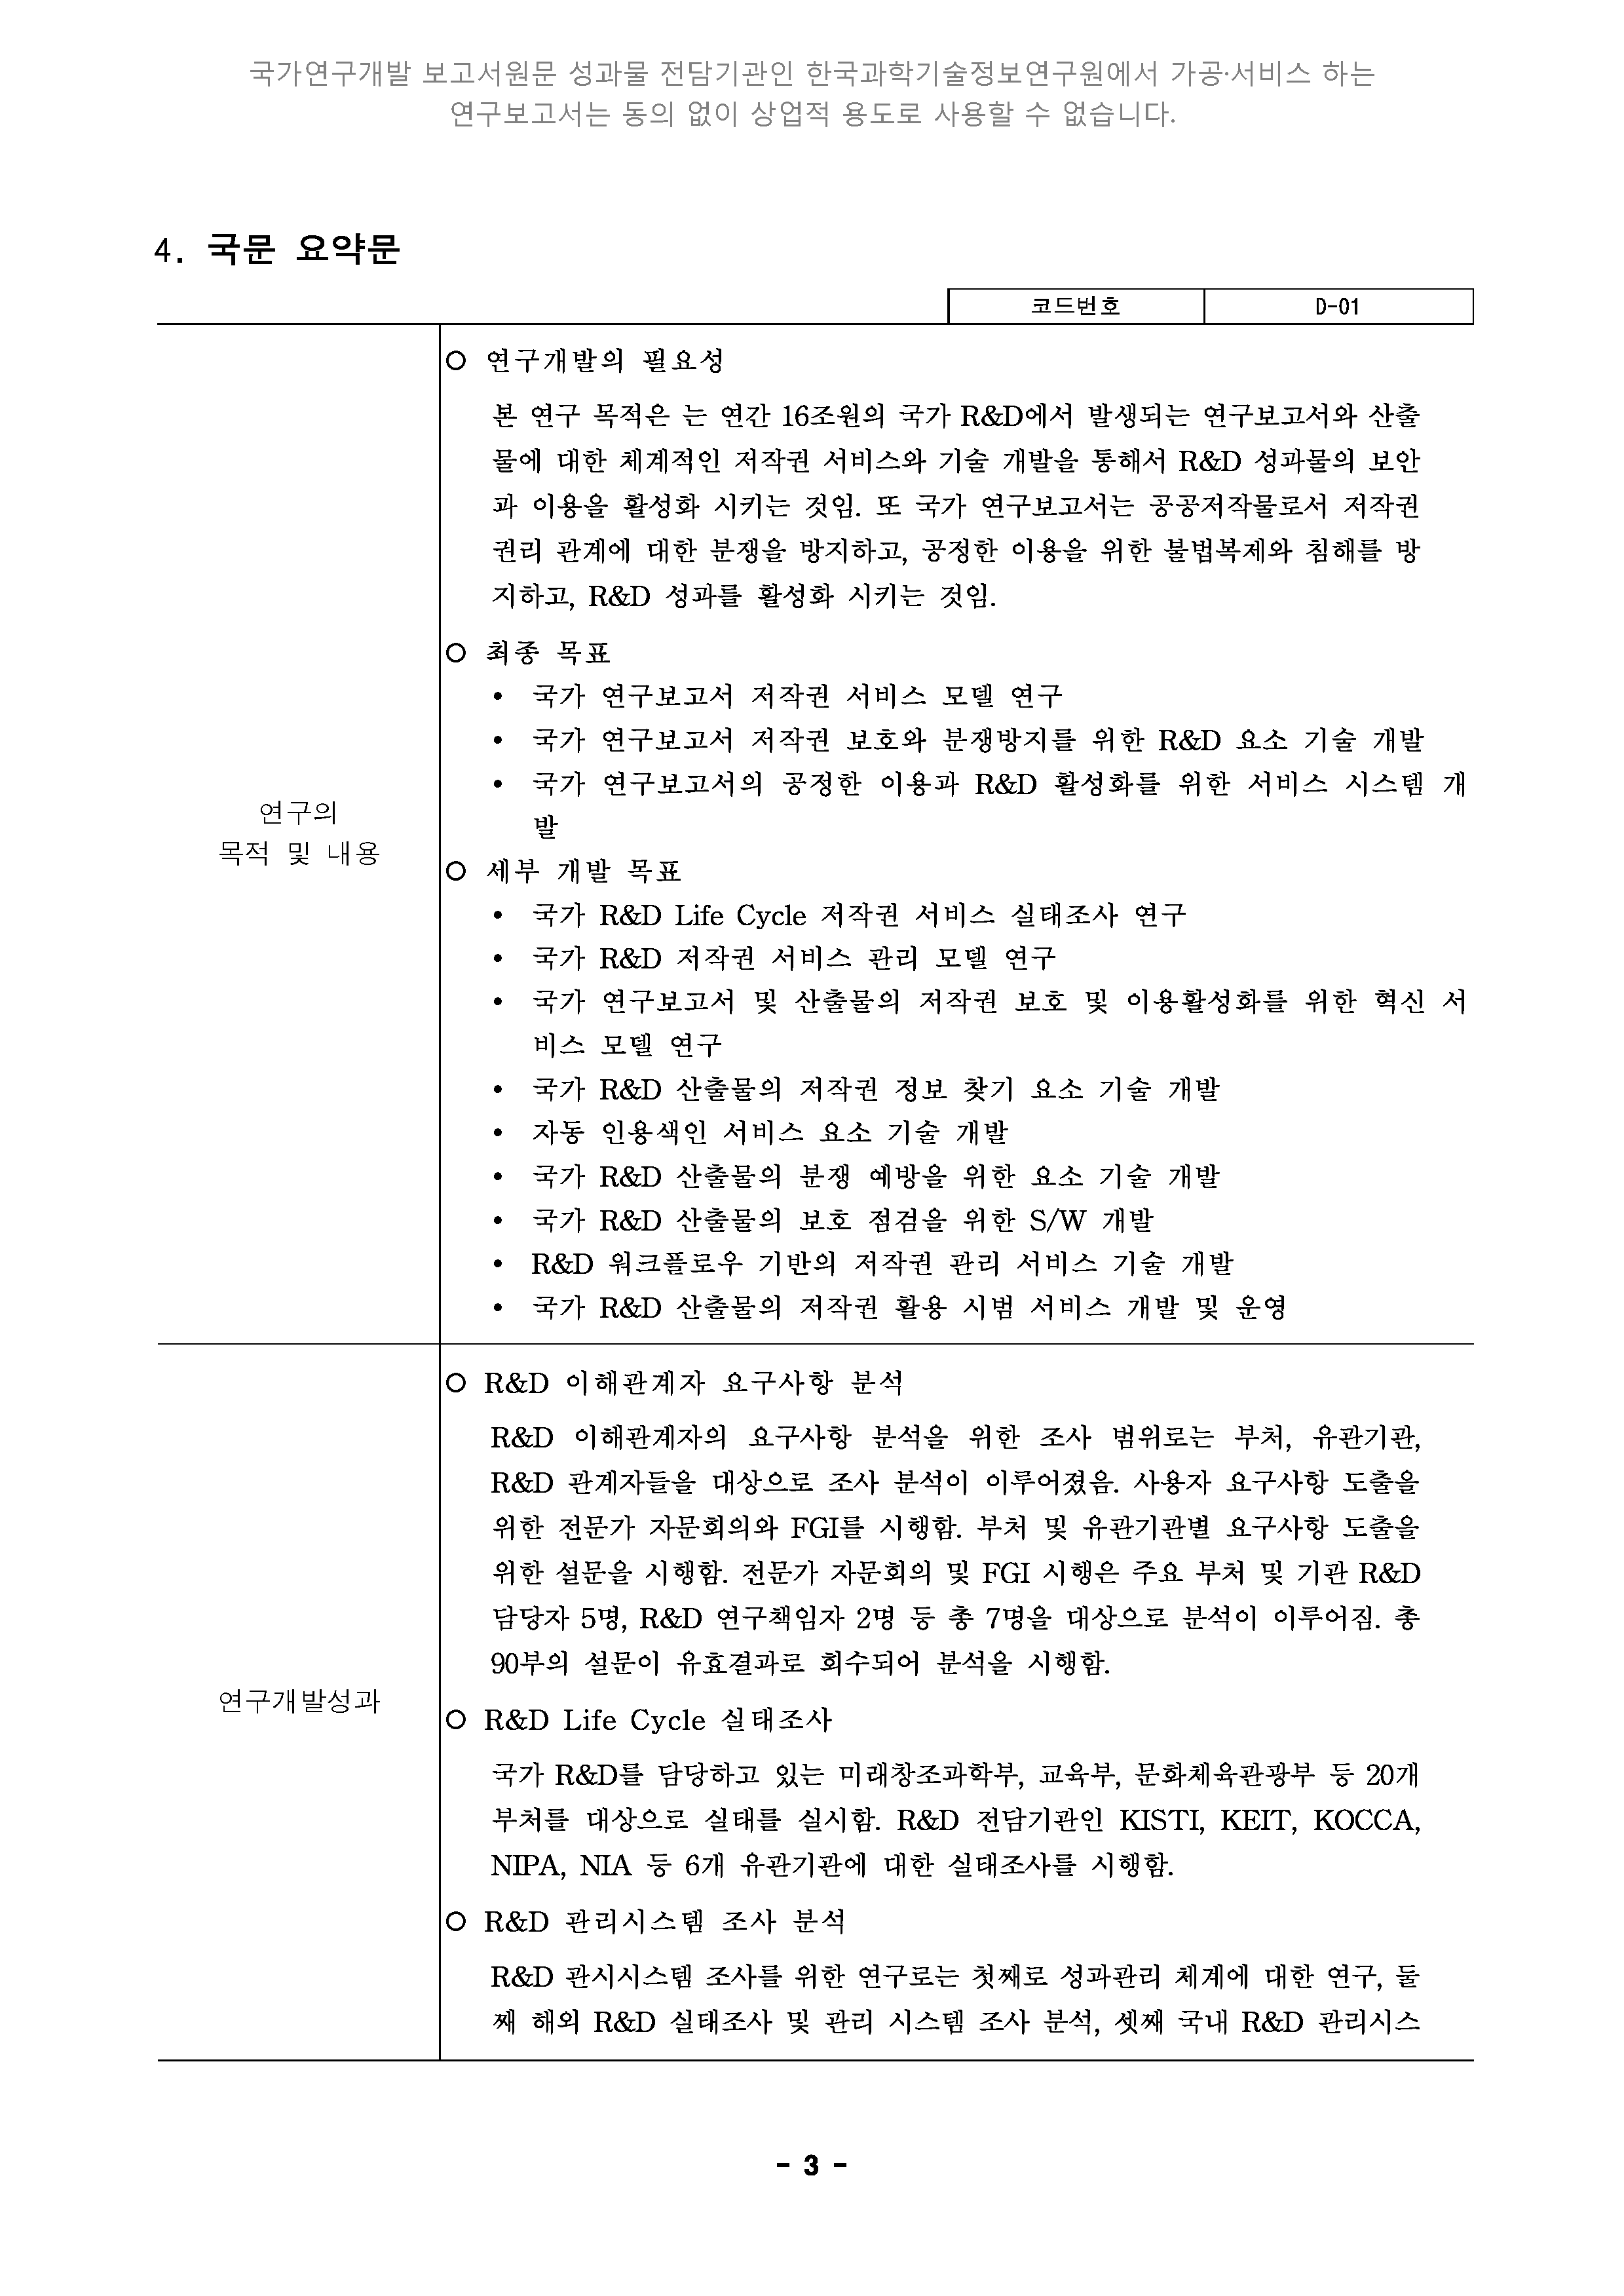 국가연구개발 보고서원문 성과물 전담기관인 한국과학기술정보연구원에서 가공·서비스 하는
연구보고서는 동의 없이 상업적 용도로 사용할 수 없습니다.
4. 국문 요약문
코드번호 D-01
연구의
목적 및 내용
○ 연구개발의 필요성
본 연구 목적은 는 연간 16조원의 국가 R&D에서 발생되는 연구보고서와 산출
물에 대한 체계적인 저작권 서비스와 기술 개발을 통해서 R&D 성과물의 보안
과 이용을 활성화 시키는 것임. 또 국가 연구보고서는 공공저작물로서 저작권
권리 관계에 대한 분쟁을 방지하고, 공정한 이용을 위한 불법복제와 침해를 방
지하고, R&D 성과를 활성화 시키는 것임.
○ 최종 목표
• 국가 연구보고서 저작권 서비스 모델 연구
• 국가 연구보고서 저작권 보호와 분쟁방지를 위한 R&D 요소 기술 개발
• 국가 연구보고서의 공정한 이용과 R&D 활성화를 위한 서비스 시스템 개
발
○ 세부 개발 목표
• 국가 R&D Life Cycle 저작권 서비스 실태조사 연구
• 국가 R&D 저작권 서비스 관리 모델 연구
• 국가 연구보고서 및 산출물의 저작권 보호 및 이용활성화를 위한 혁신 서
비스 모델 연구
• 국가 R&D 산출물의 저작권 정보 찾기 요소 기술 개발
• 자동 인용색인 서비스 요소 기술 개발
• 국가 R&D 산출물의 분쟁 예방을 위한 요소 기술 개발
• 국가 R&D 산출물의 보호 점검을 위한 S/W 개발
• R&D 워크플로우 기반의 저작권 관리 서비스 기술 개발
• 국가 R&D 산출물의 저작권 활용 시범 서비스 개발 및 운영
연구개발성과
○ R&D 이해관계자 요구사항 분석
R&D 이해관계자의 요구사항 분석을 위한 조사 범위로는 부처, 유관기관,
R&D 관계자들을 대상으로 조사 분석이 이루어졌음. 사용자 요구사항 도출을
위한 전문가 자문회의와 FGI를 시행함. 부처 및 유관기관별 요구사항 도출을
위한 설문을 시행함. 전문가 자문회의 및 FGI 시행은 주요 부처 및 기관 R&D
담당자 5명, R&D 연구책임자 2명 등 총 7명을 대상으로 분석이 이루어짐. 총
90부의 설문이 유효결과로 회수되어 분석을 시행함.
○ R&D Life Cycle 실태조사
국가 R&D를 담당하고 있는 미래창조과학부, 교육부, 문화체육관광부 등 20개
부처를 대상으로 실태를 실시함. R&D 전담기관인 KISTI, KEIT, KOCCA,
NIPA, NIA 등 6개 유관기관에 대한 실태조사를 시행함.
○ R&D 관리시스템 조사 분석
R&D 관시시스템 조사를 위한 연구로는 첫째로 성과관리 체계에 대한 연구, 둘
째 해외 R&D 실태조사 및 관리 시스템 조사 분석, 셋째 국내 R&D 관리시스
- 3 -